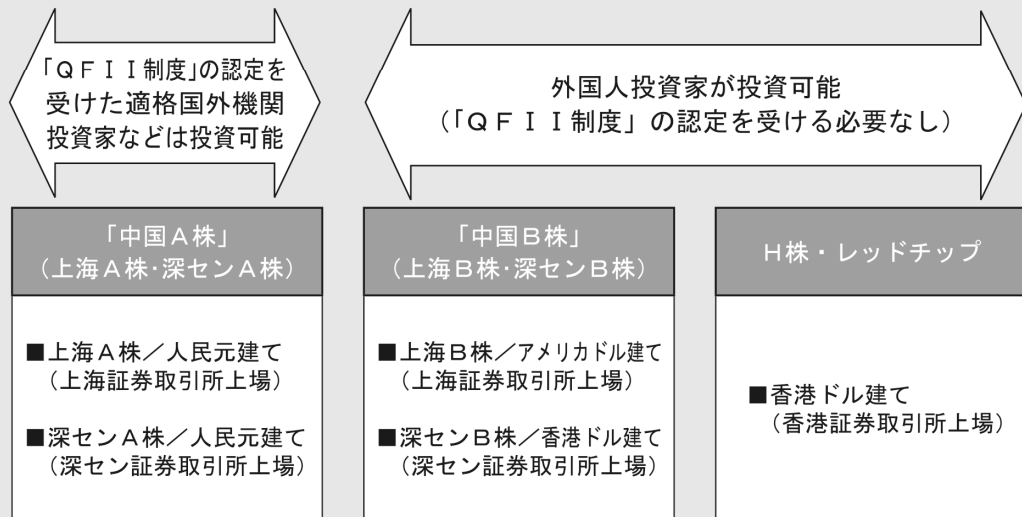 「ＱＦＩＩ制度」の認定を
受けた適格国外機関
投資家などは投資可能
外国人投資家が投資可能
（「ＱＦＩＩ制度」の認定を受ける必要なし）
「中国Ａ株」
（上海Ａ株・深センＡ株）
■上海Ａ株／人民元建て
（上海証券取引所上場）
■深センＡ株／人民元建て
（深セン証券取引所上場）
「中国Ｂ株」
（上海Ｂ株・深センＢ株）
■上海Ｂ株／アメリカドル建て
（上海証券取引所上場）
■深センＢ株／香港ドル建て
（深セン証券取引所上場）
Ｈ株・レッドチップ
■香港ドル建て
（香港証券取引所上場）